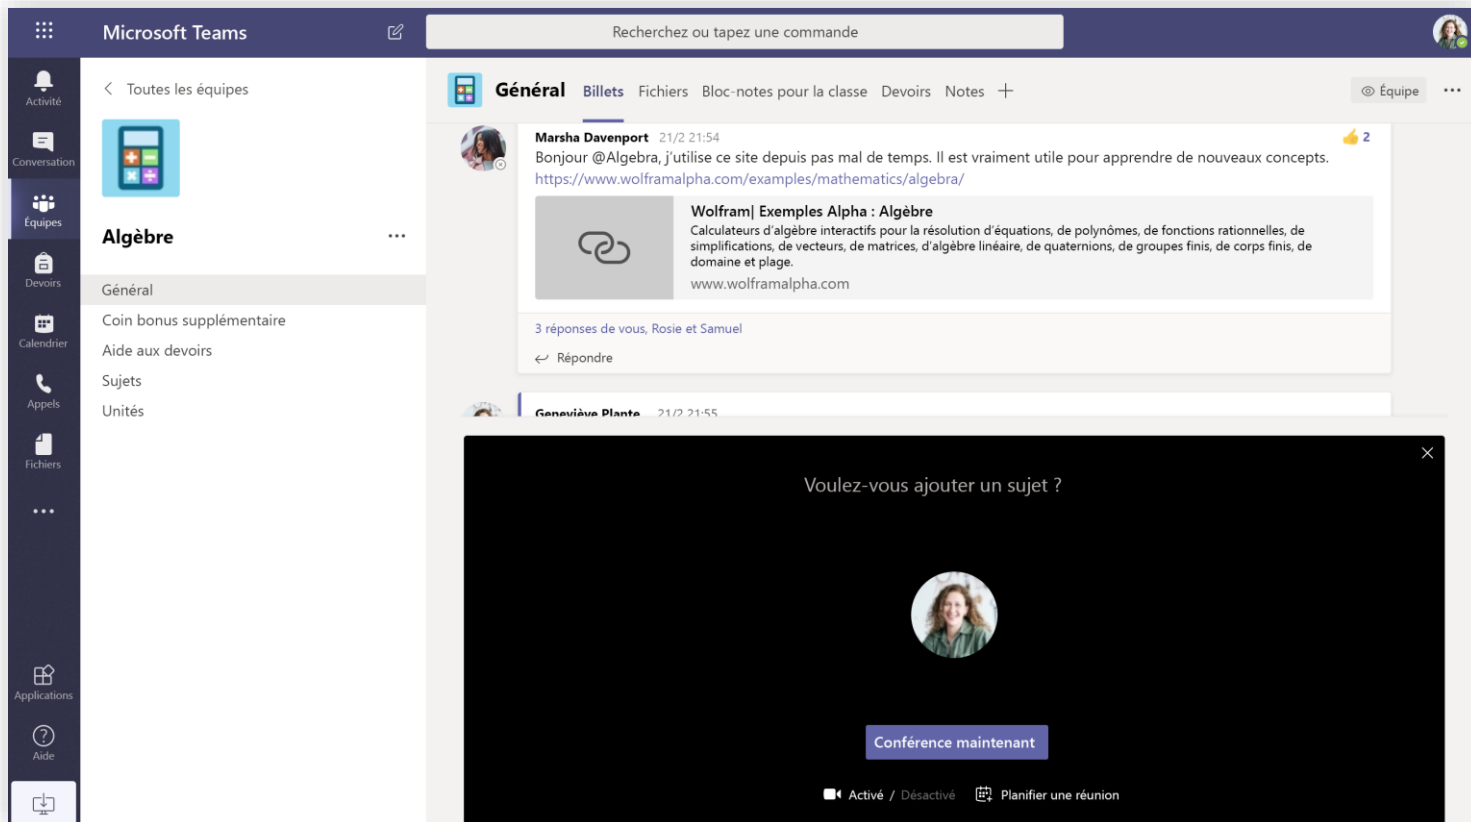 Microsoft Teams
Recherchez ou tapez une commande
Activité
Conversation
Équipes
Devoirs
Calendrier
Appels
Fichiers
Applications
Aide
Toutes les équipes
Algèbre
Général
Coin bonus supplémentaire
Aide aux devoirs
Sujets
Unités
Général Billets Fichiers Bloc-notes pour la classe Devoirs Notes
Équipe
Marsha Davenport 21/2 21:54
2
Bonjour @Algebra, j’utilise ce site depuis pas mal de temps. Il est vraiment utile pour apprendre de nouveaux concepts.
https://www.wolframalpha.com/examples/mathematics/algebra/
Wolfram| Exemples Alpha : Algèbre
Calculateurs d’algèbre interactifs pour la résolution d’équations, de polynômes, de fonctions rationnelles, de
simplifications, de vecteurs, de matrices, d’algèbre linéaire, de quaternions, de groupes finis, de corps finis, de
domaine et plage.
www.wolframalpha.com
3 réponses de vous, Rosie et Samuel
Répondre
Geneviève Plante 21/2 21:55
Voulez-vous ajouter un sujet ?
Conférence maintenant
Activé / Désactivé
Planifier une réunion